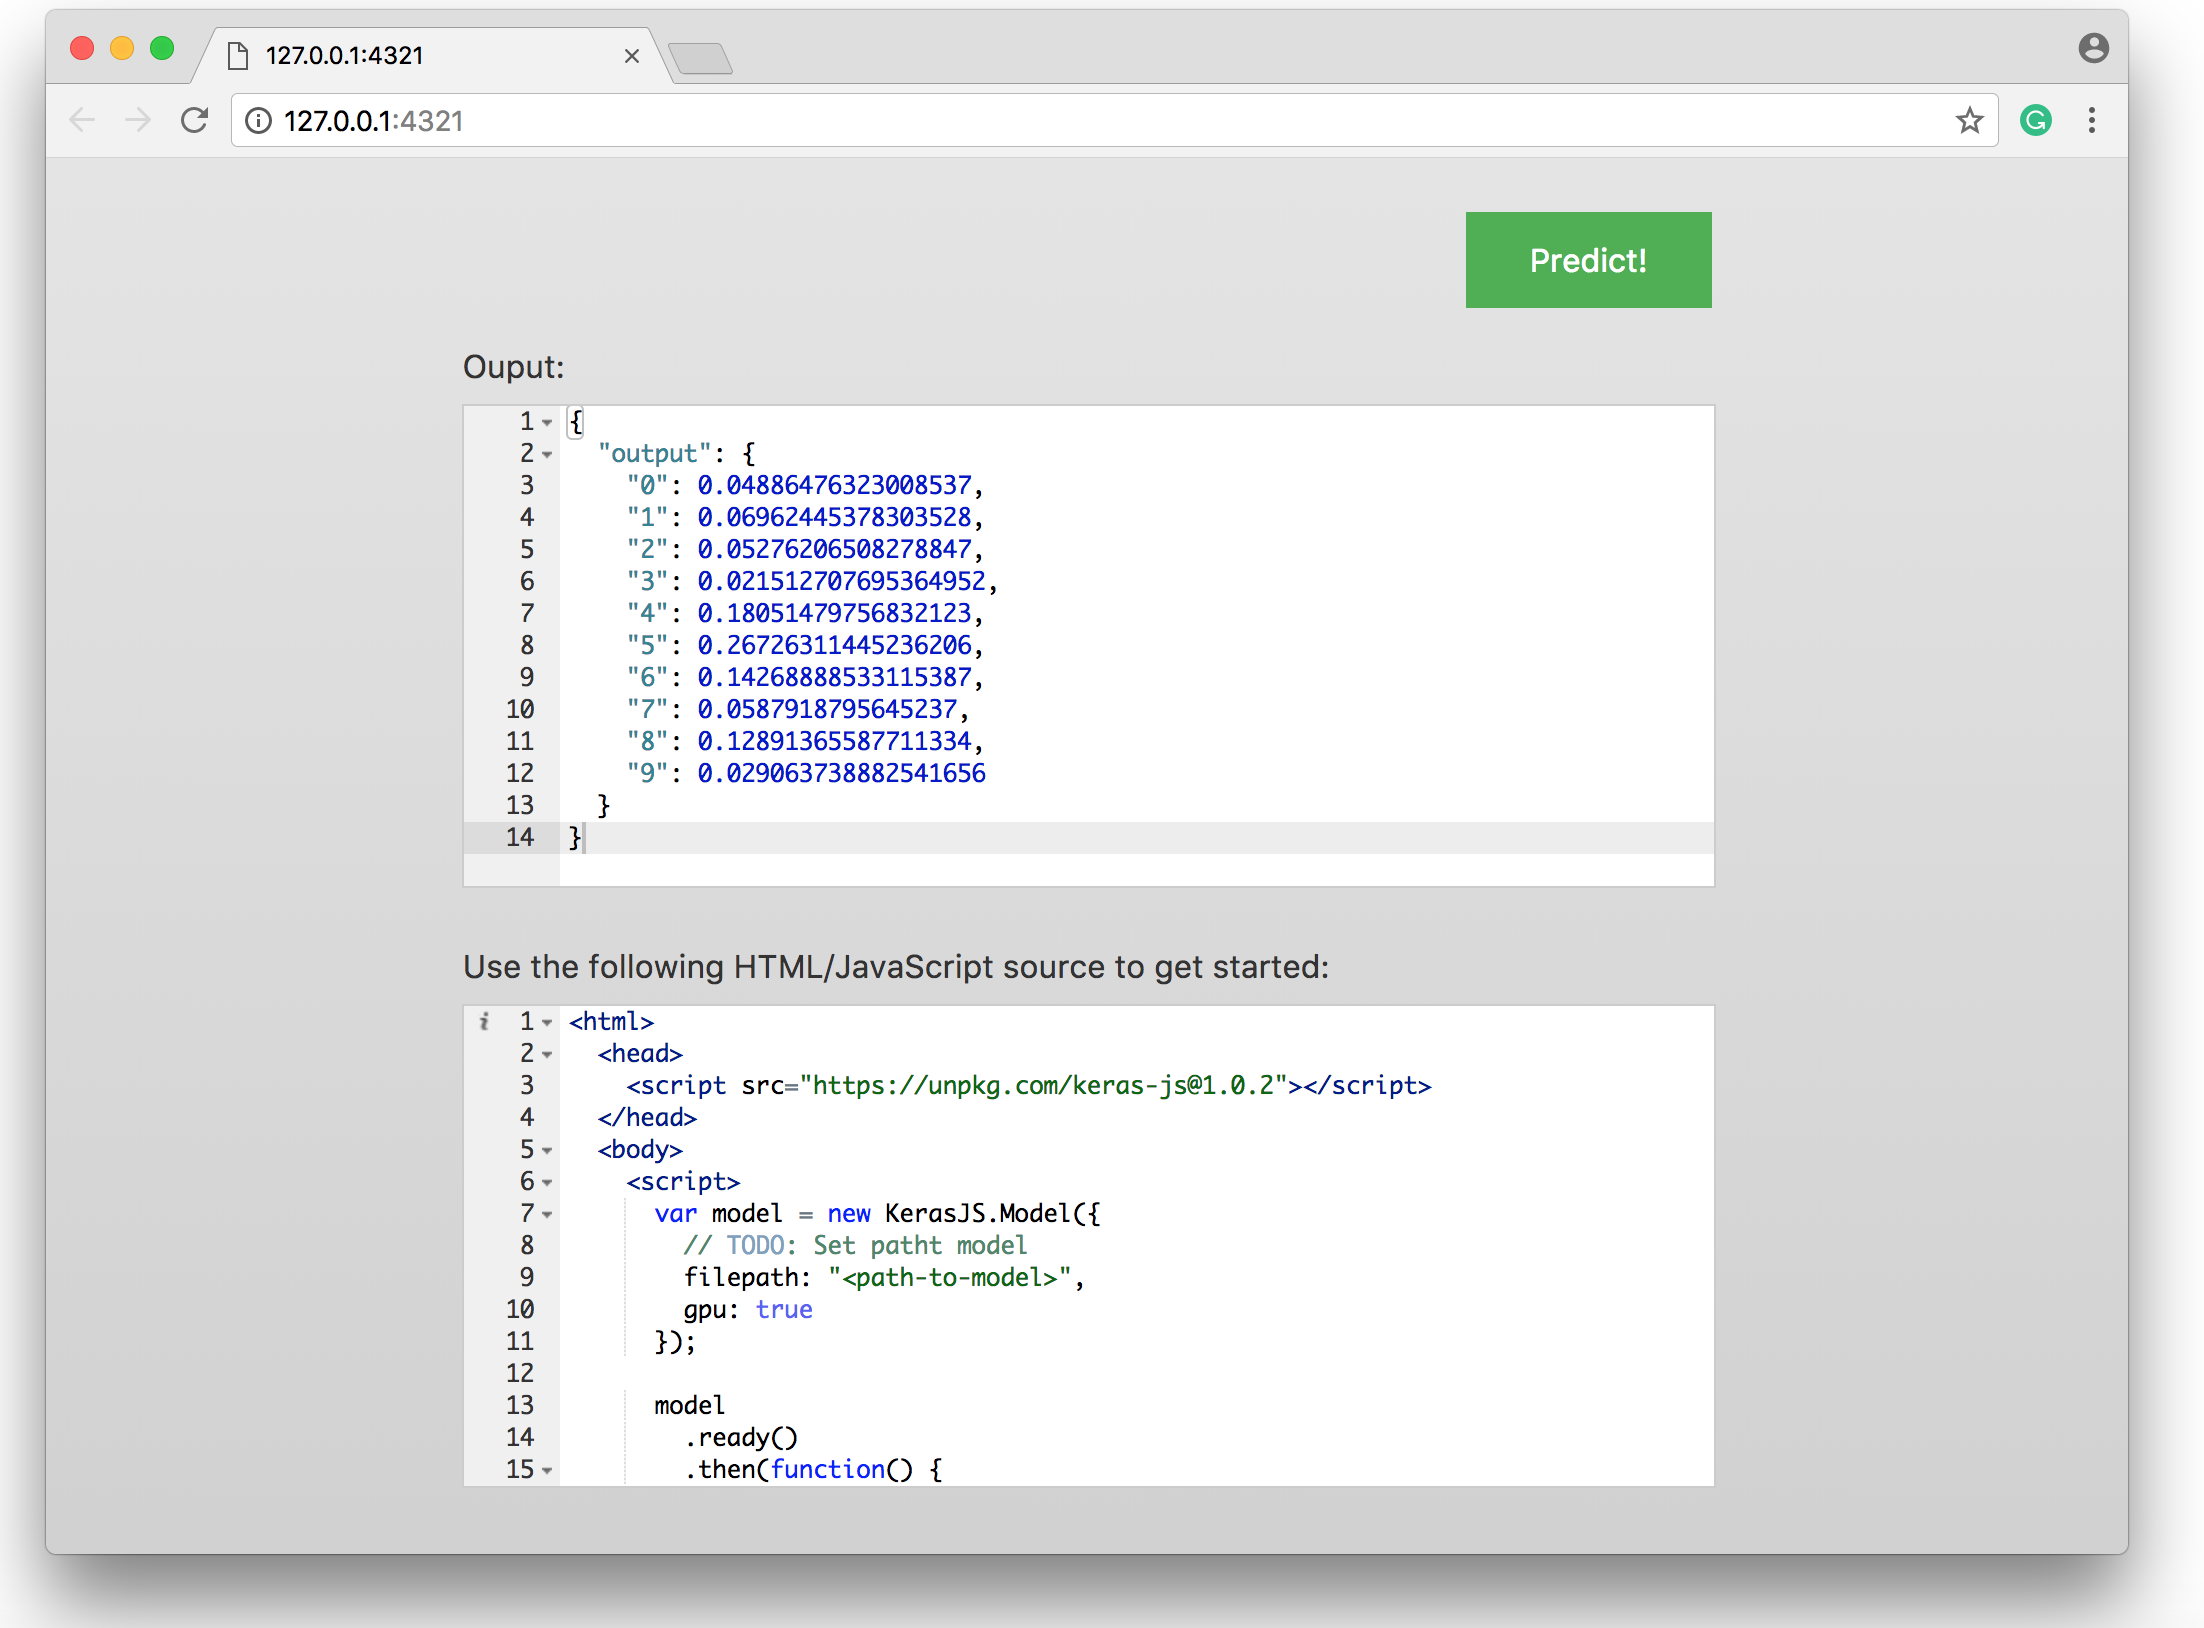 127.0.0.1:4321
127.0.0.1:4321
Predict!
Ouput:
1 {
2 "output": {
3 "0": 0.04886476323008537,
4 "1": 0.06962445378303528,
5 "2": 0.05276206508278847,
6 "3": 0.021512707695364952,
7 "4": 0.18051479756832123,
8 "5": 0.26726311445236206,
9 "6": 0.14268888533115387,
10 "7": 0.0587918795645237,
11 "8": 0.12891365587711334,
12 "9": 0.029063738882541656
13 }
14 }
Use the following HTML/JavaScript source to get started:
i 1 <html>
2 <head>
3 <script src="https://unpkg.com/keras-js@1.0.2"></script>
4 </head>
5 <body>
6 <script>
7 var model = new KerasJS.Model({
8 // TODO: Set patht model
9 filepath: "<path-to-model>",
10 gpu: true
11 });
12
13 model
14 .ready()
15 .then(function() {